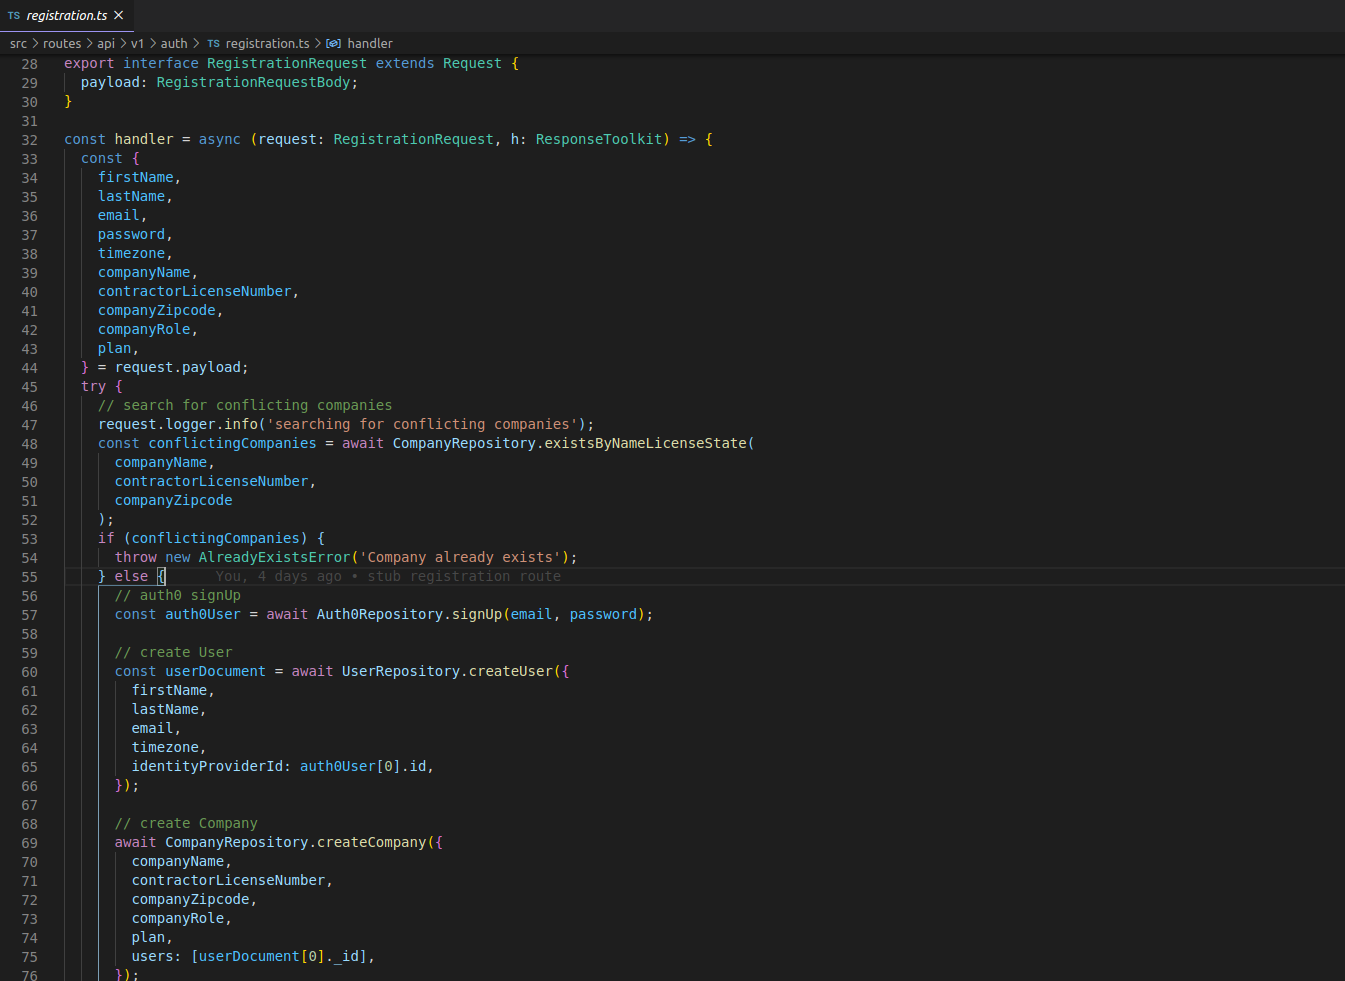 TS registration.ts ×
src > routes > api > v1 > auth > TS registration.ts > handler
28 export interface RegistrationRequest extends Request {
29   payload: RegistrationRequestBody;
30 }
31
32 const handler = async (request: RegistrationRequest, h: ResponseToolkit) => {
33   const {
34     firstName,
35     lastName,
36     email,
37     password,
38     timezone,
39     companyName,
40     contractorLicenseNumber,
41     companyZipcode,
42     companyRole,
43     plan,
44   } = request.payload;
45   try {
46     // search for conflicting companies
47     request.logger.info('searching for conflicting companies');
48     const conflictingCompanies = await CompanyRepository.existsByNameLicenseState(
49       companyName,
50       contractorLicenseNumber,
51       companyZipcode
52     );
53     if (conflictingCompanies) {
54       throw new AlreadyExistsError('Company already exists');
55     } else {      You, 4 days ago • stub registration route
56       // auth0 signUp
57       const auth0User = await Auth0Repository.signUp(email, password);
58
59       // create User
60       const userDocument = await UserRepository.createUser({
61         firstName,
62         lastName,
63         email,
64         timezone,
65         identityProviderId: auth0User[0].id,
66       });
67
68       // create Company
69       await CompanyRepository.createCompany({
70         companyName,
71         contractorLicenseNumber,
72         companyZipcode,
73         companyRole,
74         plan,
75         users: [userDocument[0]._id],
76       });